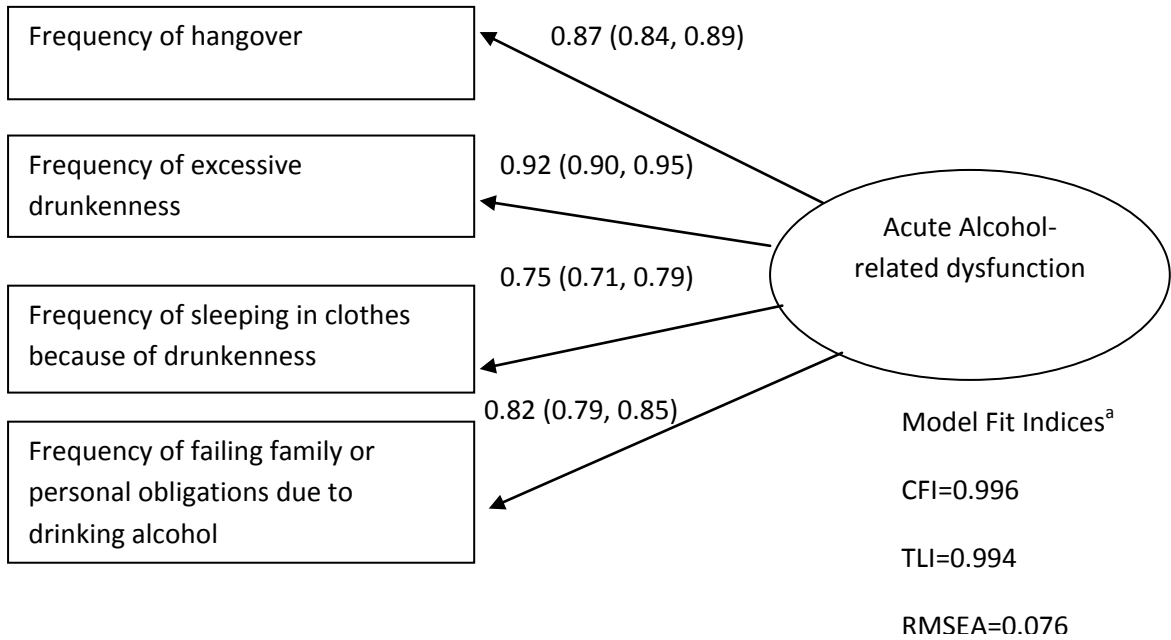 Frequency of hangover
0.87 (0.84, 0.89)
Frequency of excessive
drunkenness
0.92 (0.90, 0.95)
Acute Alcohol-
related dysfunction
0.75 (0.71, 0.79)
Frequency of sleeping in clothes
because of drunkenness
0.82 (0.79, 0.85)
Frequency of failing family or
personal obligations due to
drinking alcohol
Model Fit Indicesᵃ
CFI=0.996
TLI=0.994
RMSEA=0.076